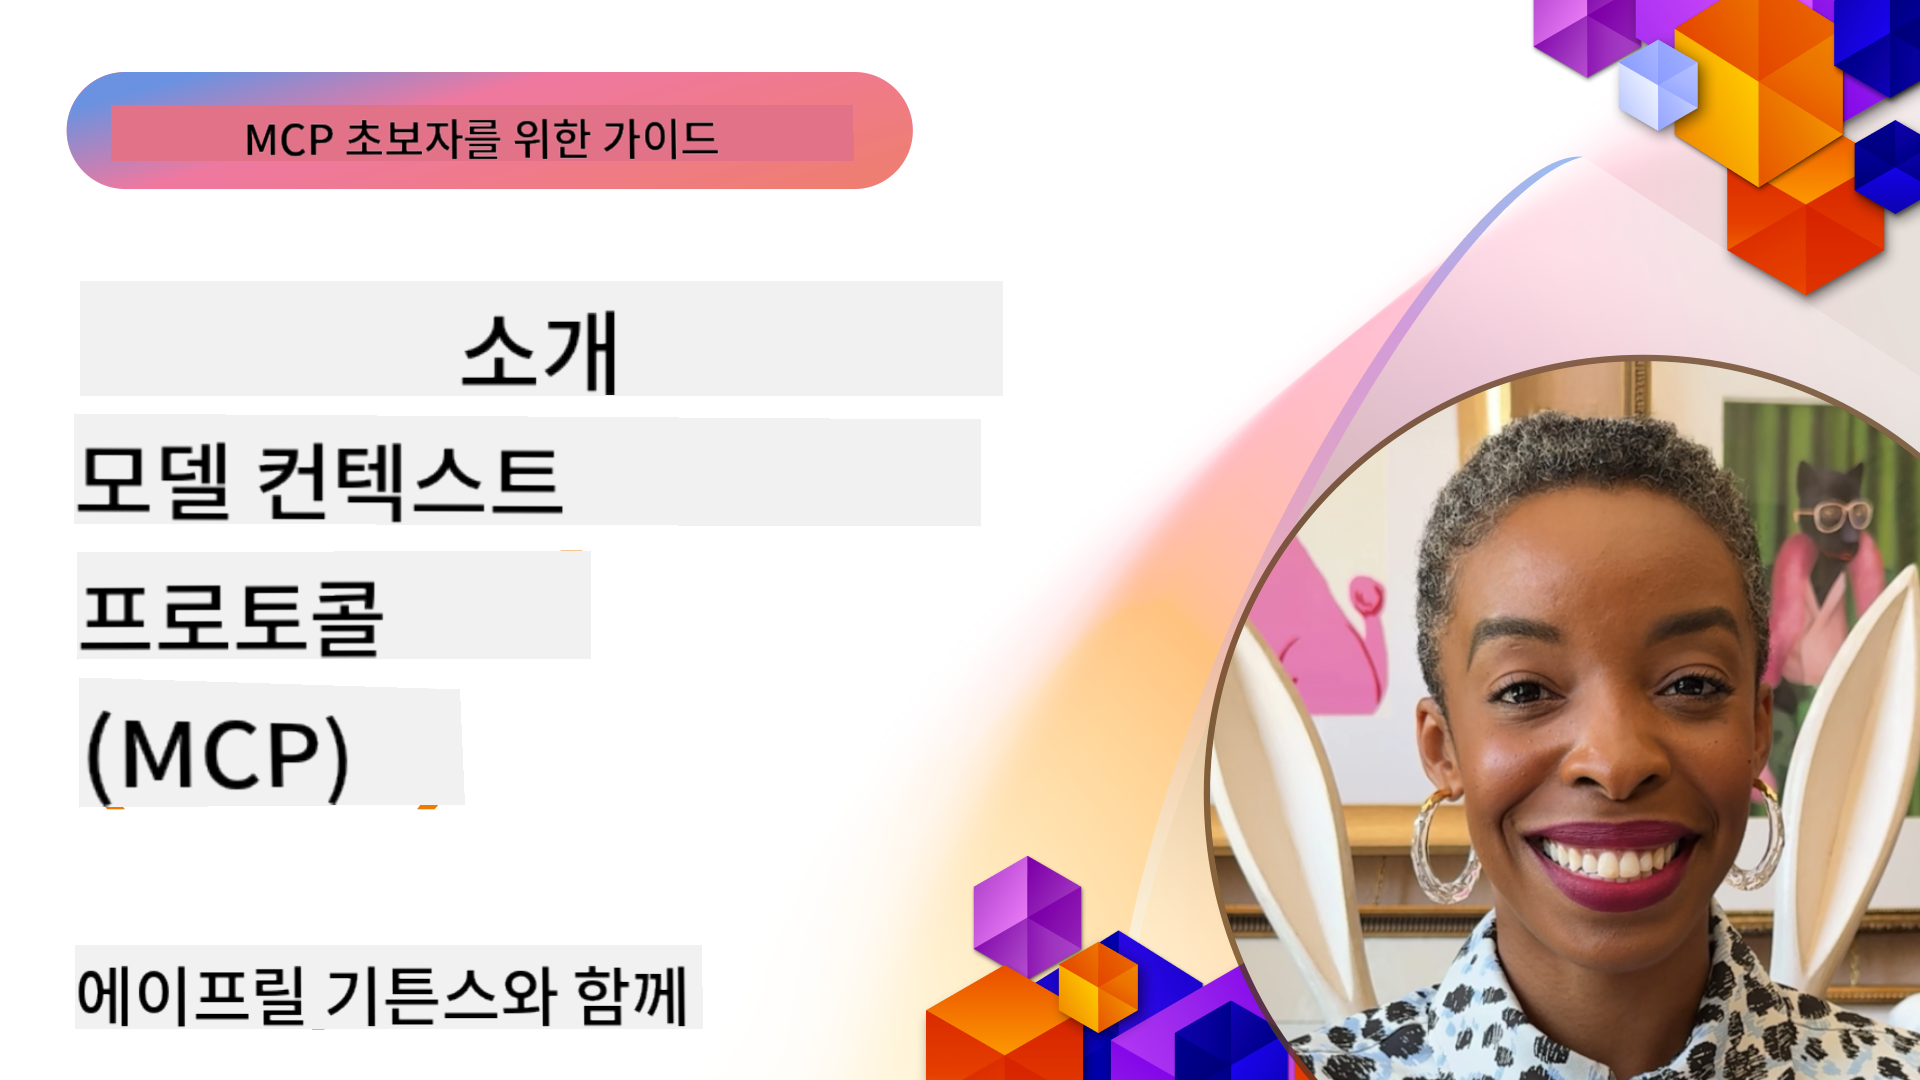 MCP 초보자를 위한 가이드
소개
모델 컨텍스트
프로토콜
(MCP)
에이프릴 기튼스와 함께